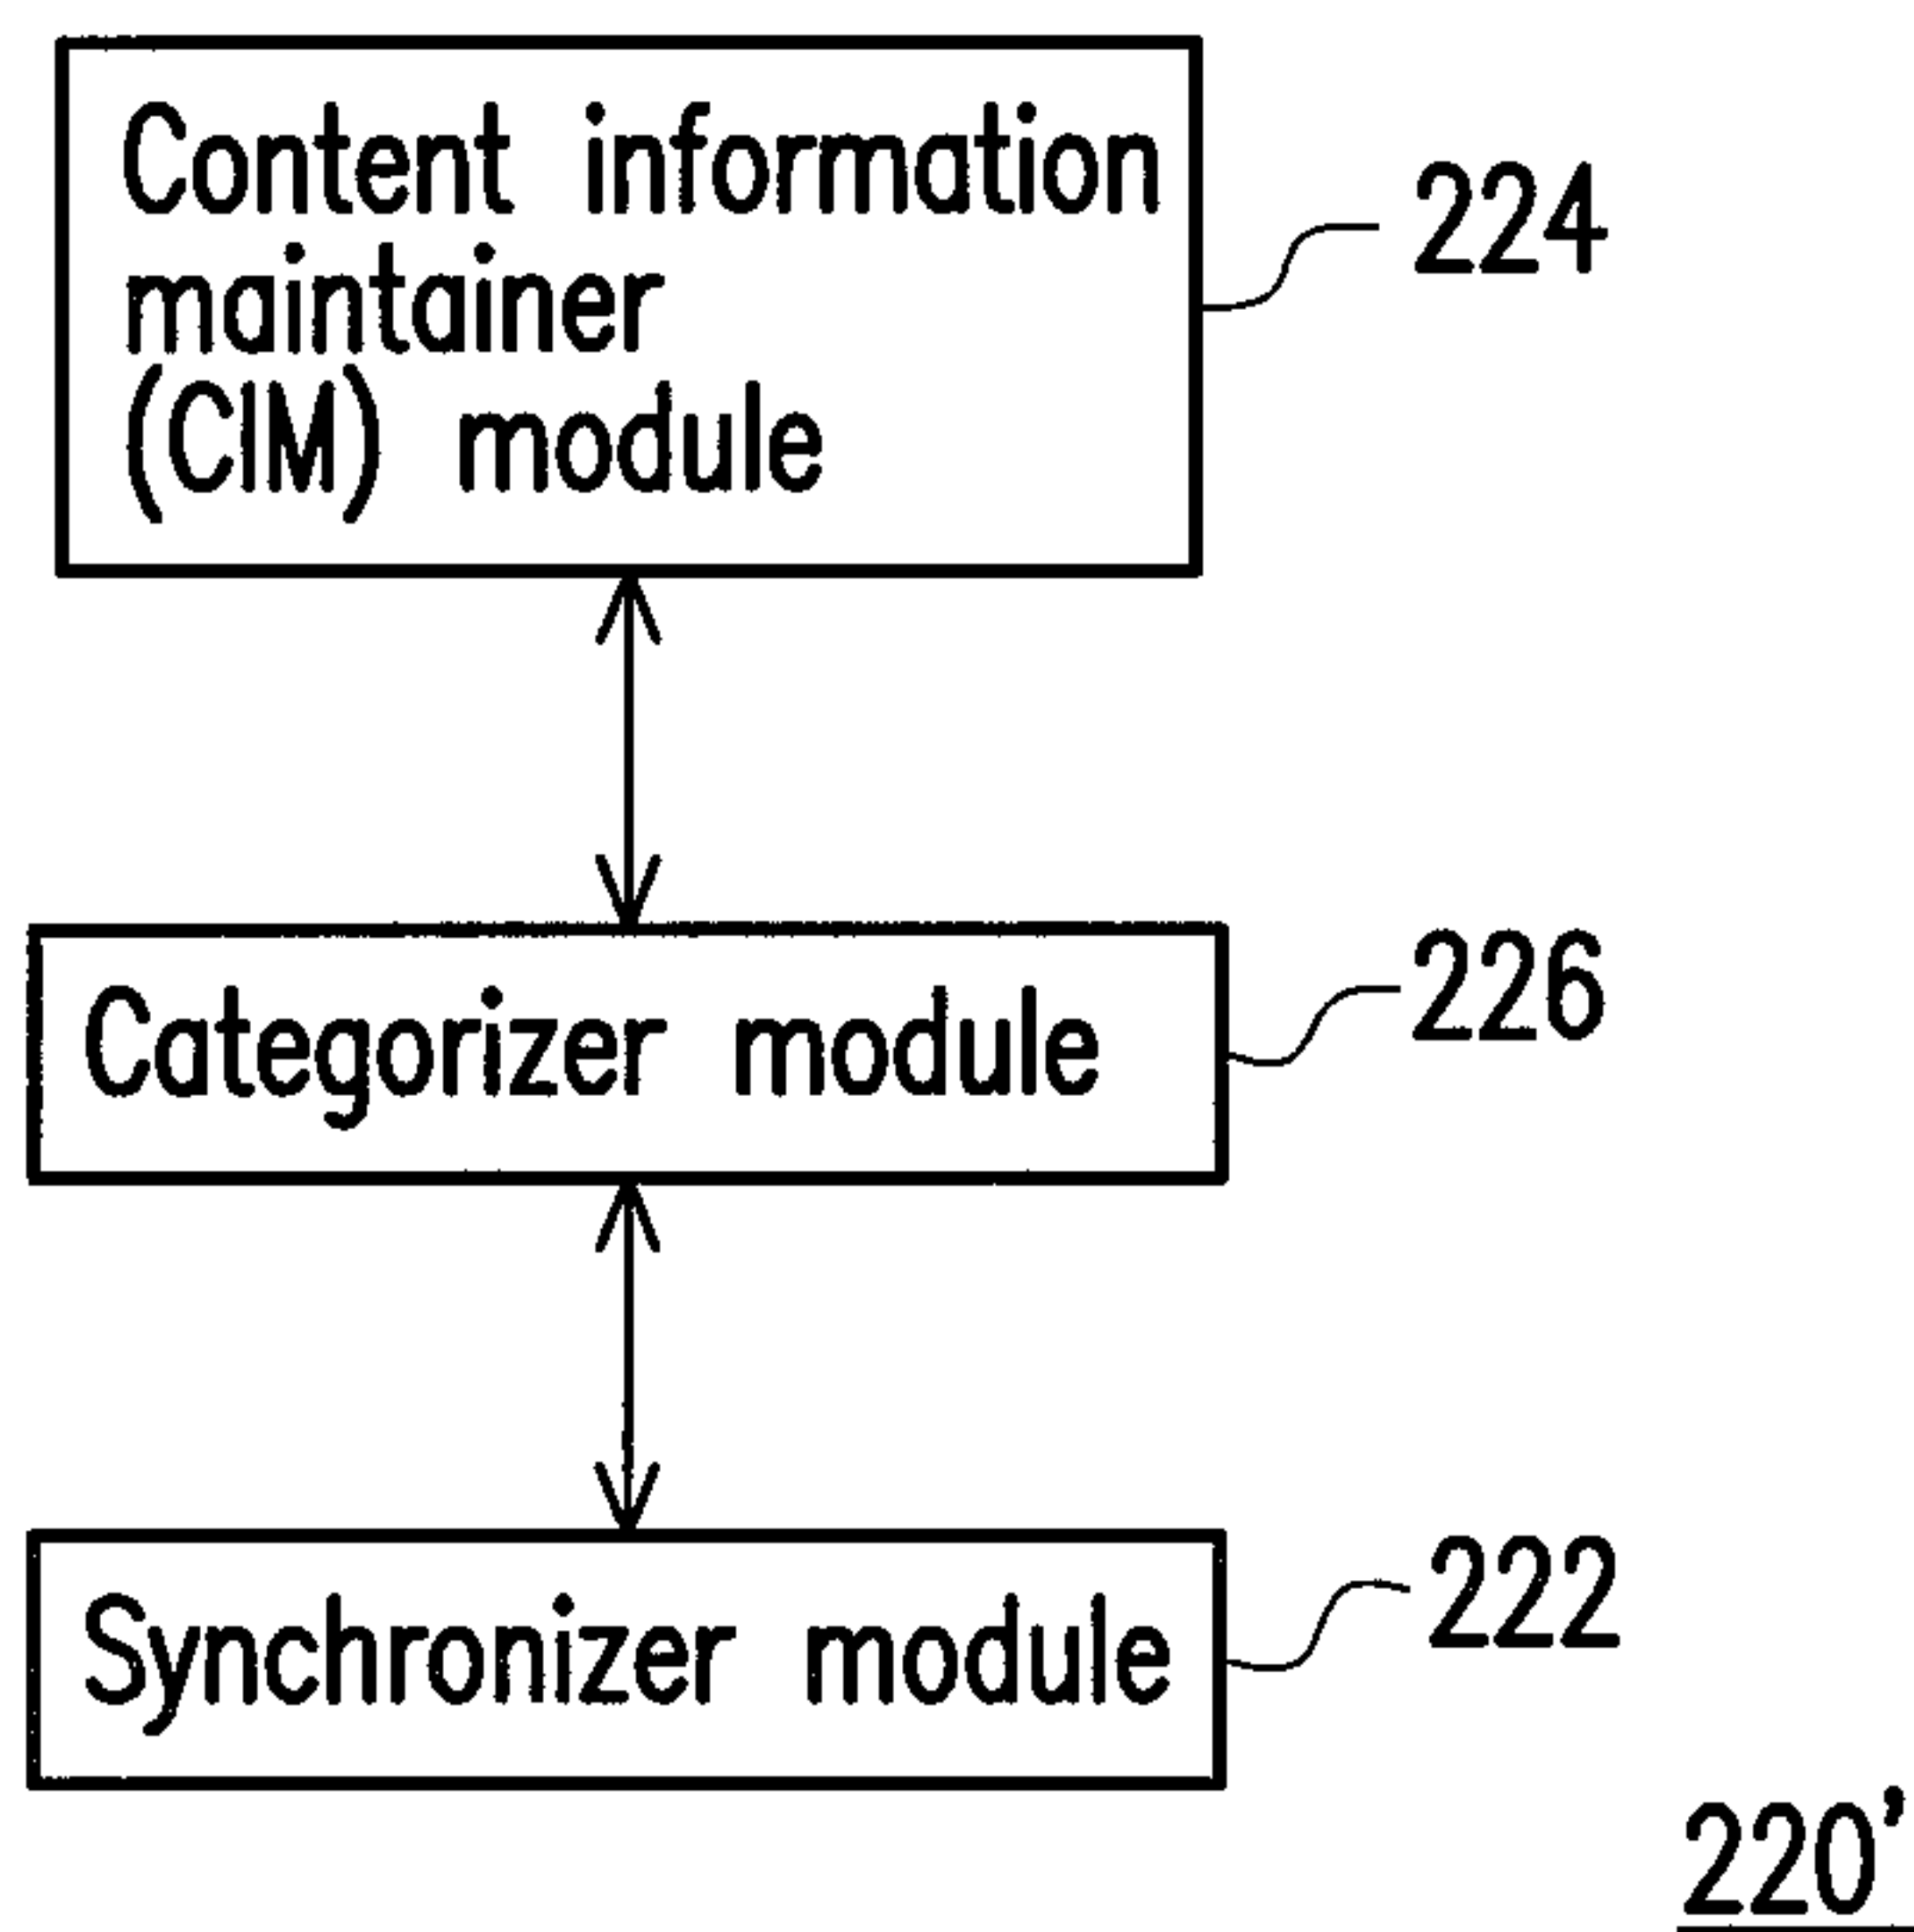 Content information
maintainer
(CIM) module
224
Categorizer module
226
Synchronizer module
222
220'